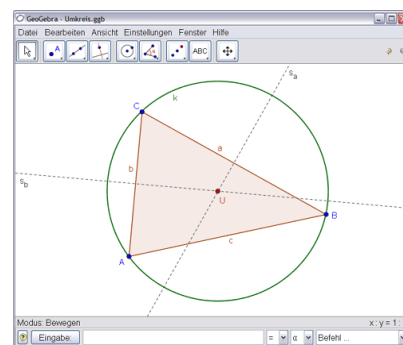 GeoGebra - Umkreis.ggb
Datei Bearbeiten Ansicht Einstellungen Fenster Hilfe
A
ABC
s_a
k
C
a
b
s_b
U
B
c
A
Modus: Bewegen
x : y = 1 :
Eingabe:
= α Befehl ...